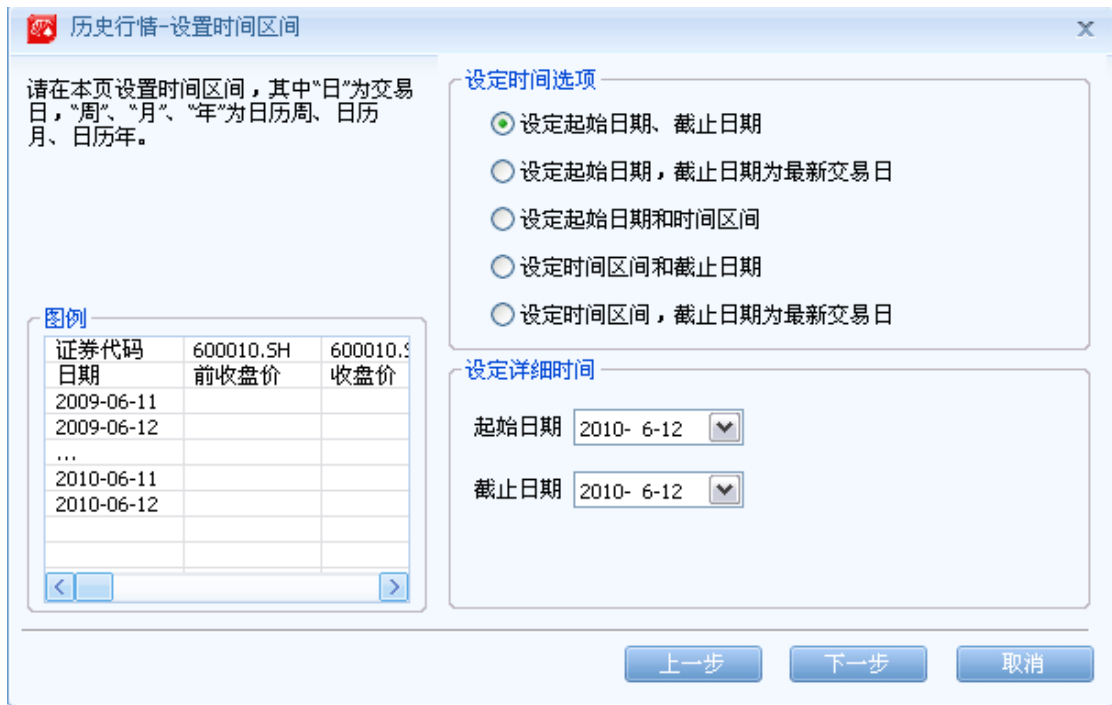 历史行情-设置时间区间
请在本页设置时间区间，其中“日”为交易
日，“周”、“月”、“年”为日历周、日历
月、日历年。
设定时间选项
设定起始日期、截止日期
设定起始日期，截止日期为最新交易日
设定起始日期和时间区间
设定时间区间和截止日期
设定时间区间，截止日期为最新交易日
图例
证券代码 600010.SH 600010.S
日期 前收盘价 收盘价
2009-06-11
2009-06-12
...
2010-06-11
2010-06-12
设定详细时间
起始日期 2010- 6-12
截止日期 2010- 6-12
上一步 下一步 取消